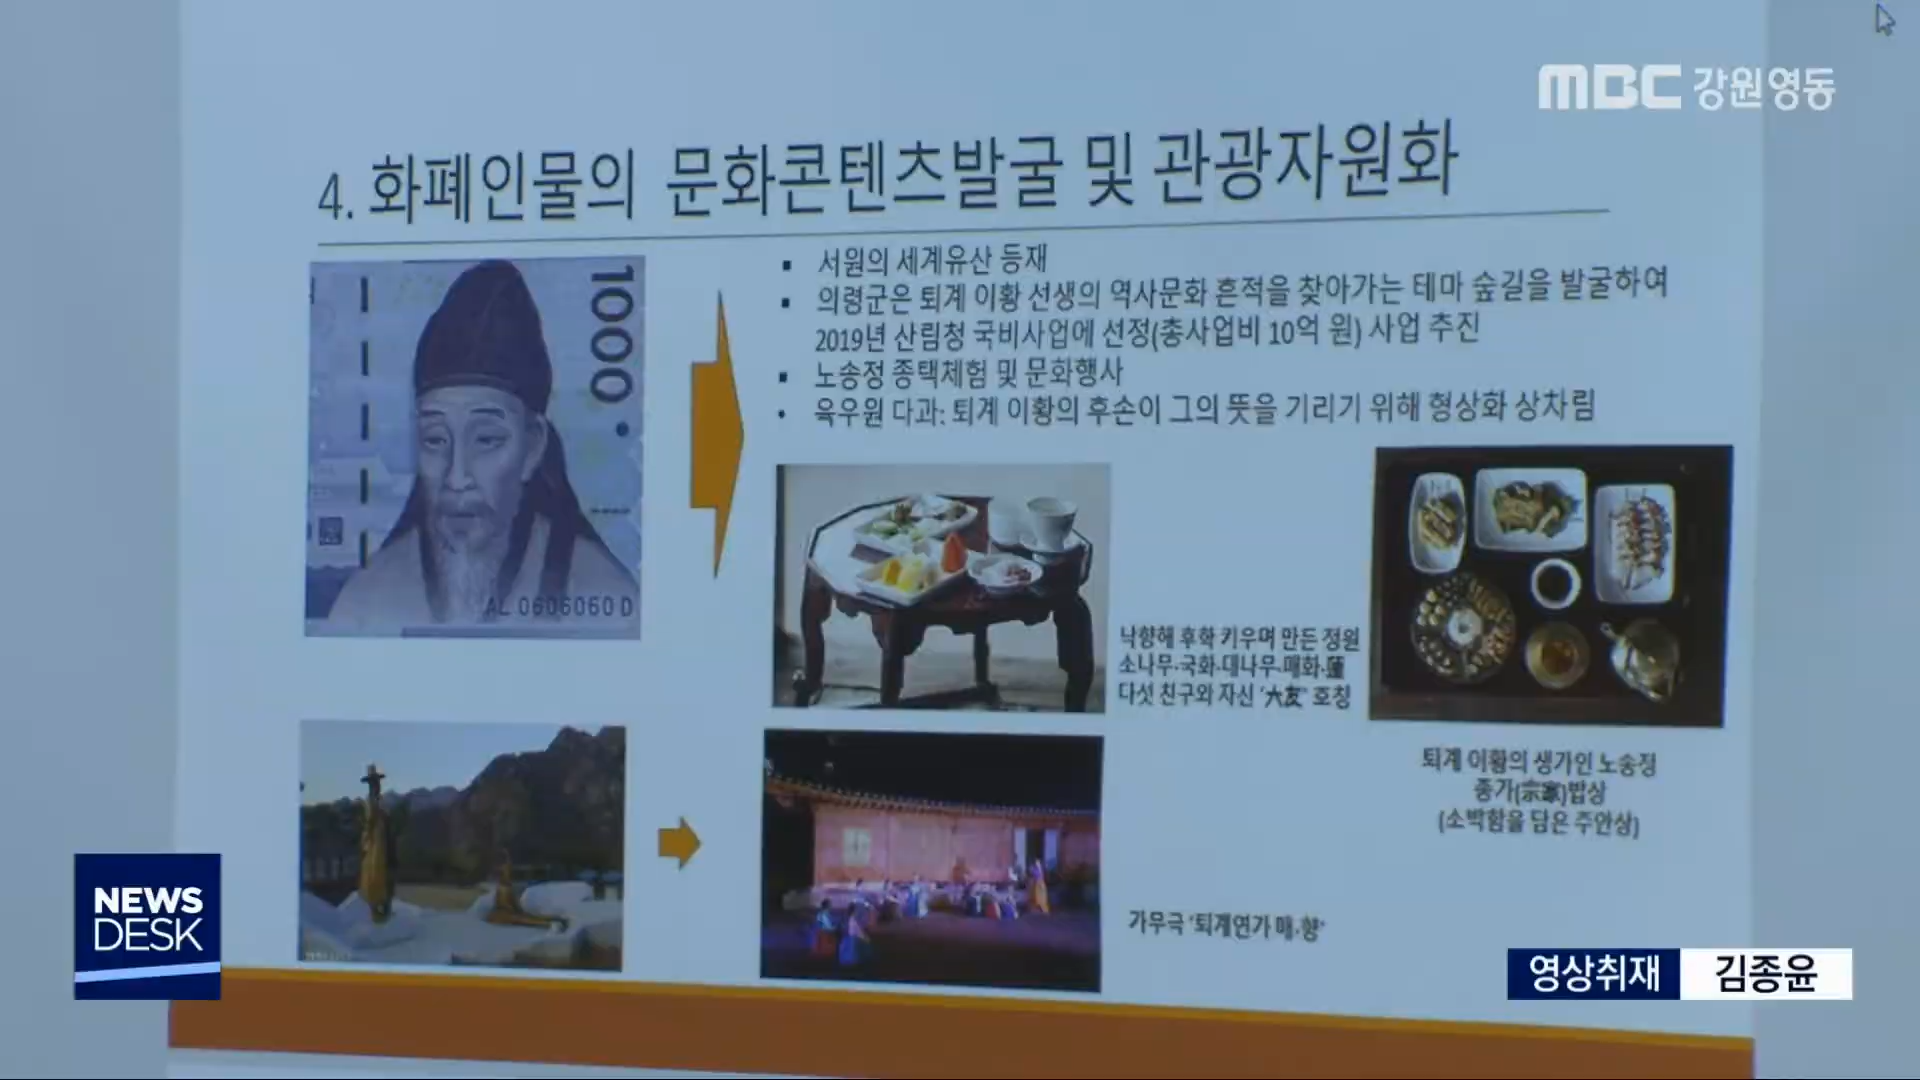 MBC 강원영동
4. 화폐인물의 문화콘텐츠발굴 및 관광자원화
▪ 서원의 세계유산 등재
▪ 의령군은 퇴계 이황 선생의 역사문화 흔적을 찾아가는 테마 숲길을 발굴하여
2019년 산림청 국비사업에 선정(총사업비 10억 원) 사업 추진
▪ 노송정 종택체험 및 문화행사
• 육우원 다과: 퇴계 이황의 후손이 그의 뜻을 기리기 위해 형상화 상차림
1000
AL 0606060 D
낙향해 후학 키우며 만든 정원
소나무·국화·대나무·매화·蓮
다섯 친구와 자신 '六友' 호칭
퇴계 이황의 생가인 노송정
종가(宗家)밥상
(소박함을 담은 주안상)
가무극 '퇴계연가 매·향'
NEWS
DESK
영상취재 김종윤